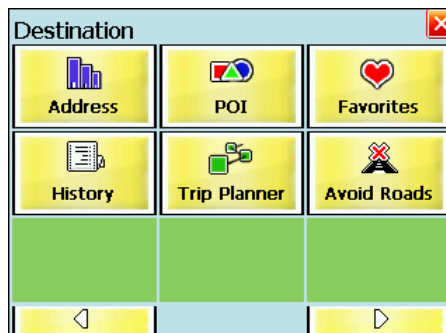 Destination
Address POI Favorites
History Trip Planner Avoid Roads